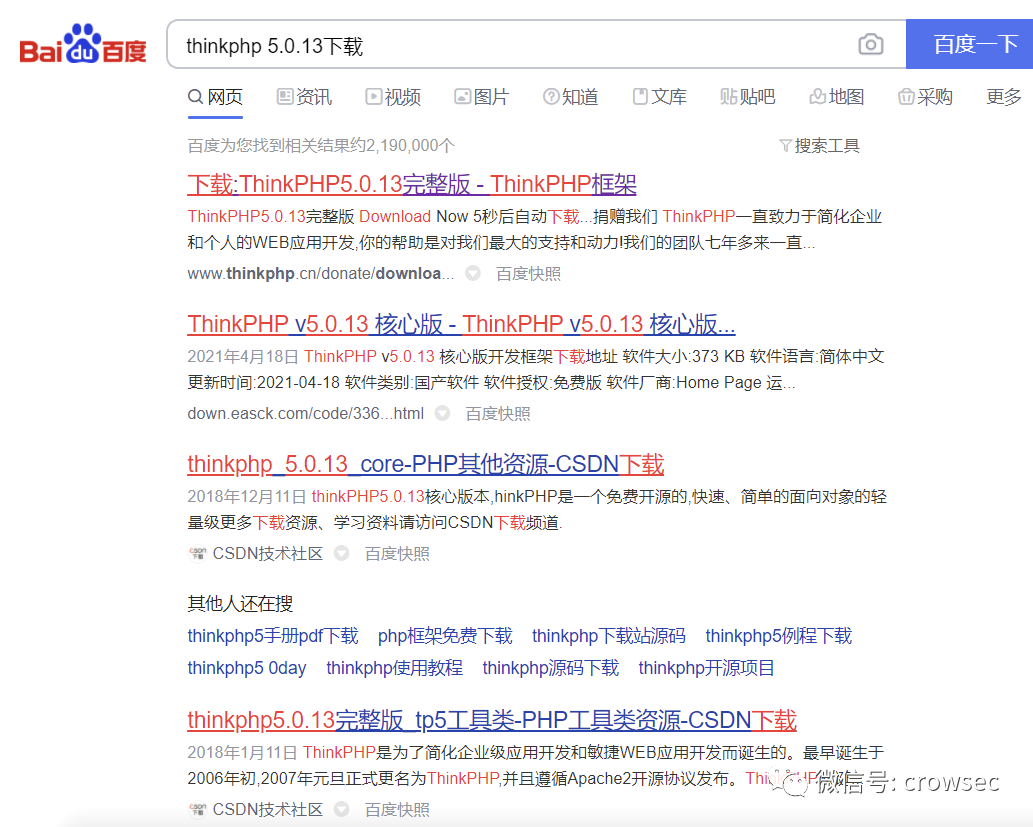 Bai du 百度
thinkphp 5.0.13下载
百度一下
网页 资讯 视频 图片 知道 文库 贴吧 地图 采购 更多
百度为您找到相关结果约2,190,000个 搜索工具
下载:ThinkPHP5.0.13完整版 - ThinkPHP框架
ThinkPHP5.0.13完整版 Download Now 5秒后自动下载...捐赠我们 ThinkPHP一直致力于简化企业
和个人的WEB应用开发,你的帮助是对我们最大的支持和动力!我们的团队七年多来一直...
www.thinkphp.cn/donate/downloa... 百度快照
ThinkPHP v5.0.13 核心版 - ThinkPHP v5.0.13 核心版...
2021年4月18日 ThinkPHP v5.0.13 核心版开发框架下载地址 软件大小:373 KB 软件语言:简体中文
更新时间:2021-04-18 软件类别:国产软件 软件授权:免费版 软件厂商:Home Page 运...
down.easck.com/code/336...html 百度快照
thinkphp_5.0.13_core-PHP其他资源-CSDN下载
2018年12月11日 thinkPHP5.0.13核心版本,hinkPHP是一个免费开源的,快速、简单的面向对象的轻
量级更多下载资源、学习资料请访问CSDN下载频道.
CSDN下载 CSDN技术社区 百度快照
其他人还在搜
thinkphp5手册pdf下载 php框架免费下载 thinkphp下载站源码 thinkphp5例程下载
thinkphp5 0day thinkphp使用教程 thinkphp源码下载 thinkphp开源项目
thinkphp5.0.13完整版_tp5工具类-PHP工具类资源-CSDN下载
2018年1月11日 ThinkPHP是为了简化企业级应用开发和敏捷WEB应用开发而诞生的。最早诞生于
2006年初,2007年元旦正式更名为ThinkPHP,并且遵循Apache2开源协议发布。
微信号: crowsec
CSDN下载 CSDN技术社区 百度快照